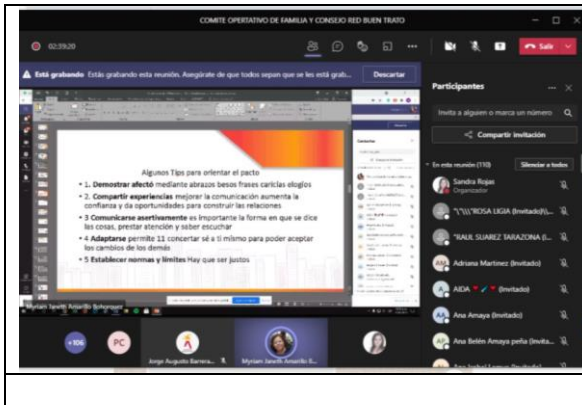 COMITE OPERTATIVO DE FAMILIA Y CONSEJO RED BUEN TRATO
02:39:20
Salir
Está grabando Estás grabando esta reunión. Asegúrate de que todos sepan que se les está grab...
Descartar
Participantes
Invita a alguien o marca un número
Compartir invitación
En esta reunión (110)
Silenciar a todos
Sandra Rojas
Organizador
"\"\\\"ROSA LIGIA (Invitado)\\...
"RAUL SUAREZ TARAZONA (I...
AM Adriana Martinez (Invitado)
A AIDA (Invitado)
AA Ana Amaya (Invitado)
AP Ana Belén Amaya peña (Invita...
Algunos Tips para orientar el pacto
• 1. Demostrar afectó mediante abrazos besos frases caricias elogios
• 2. Compartir experiencias mejorar la comunicación aumenta la
confianza y da oportunidades para construir las relaciones
• 3 Comunicarse asertivamente es importante la forma en que se dice
las cosas, prestar atención y saber escuchar
• 4 Adaptarse permite 11 concertar sé a ti mismo para poder aceptar
los cambios de los demás
• 5 Establecer normas y límites Hay que ser justos
Myriam Janeth Amarillo Bohorquez
+106
PC
Jorge Augusto Barrera...
Myriam Janeth Amarillo B...